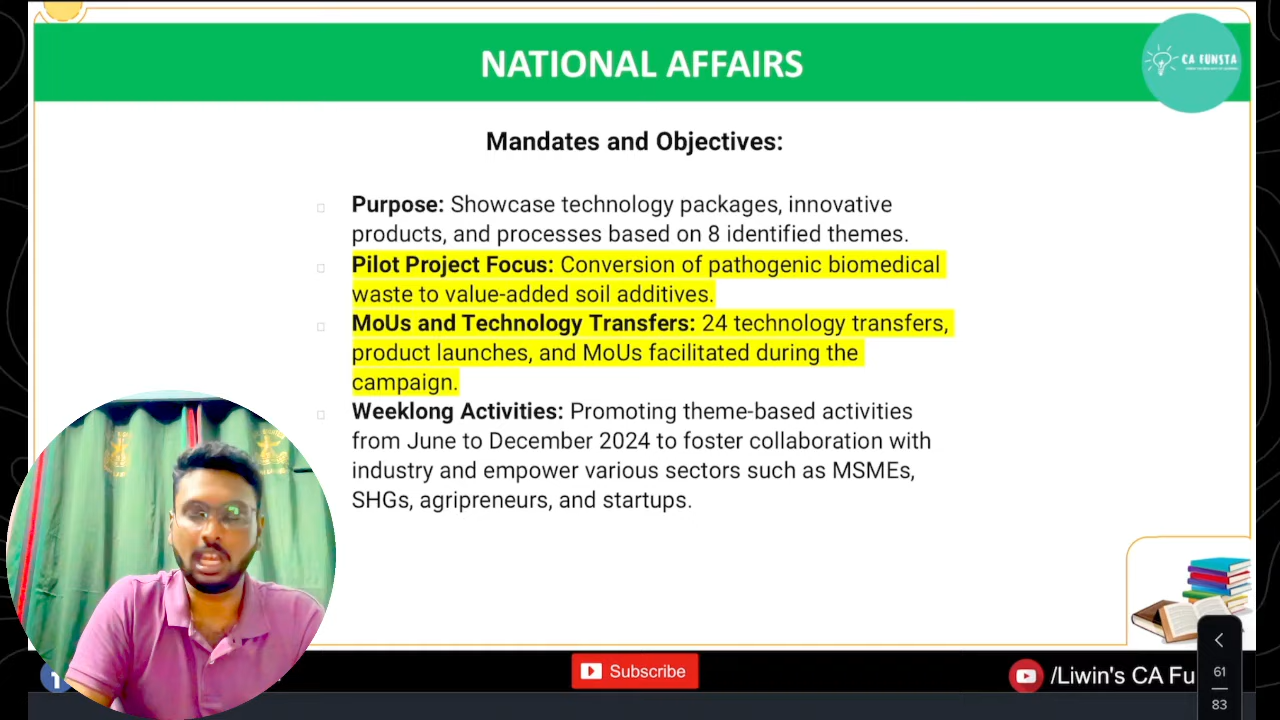 NATIONAL AFFAIRS
CA FUNSTA
Mandates and Objectives:
Purpose: Showcase technology packages, innovative
products, and processes based on 8 identified themes.
Pilot Project Focus: Conversion of pathogenic biomedical
waste to value-added soil additives.
MoUs and Technology Transfers: 24 technology transfers,
product launches, and MoUs facilitated during the
campaign.
Weeklong Activities: Promoting theme-based activities
from June to December 2024 to foster collaboration with
industry and empower various sectors such as MSMEs,
SHGs, agripreneurs, and startups.
Subscribe
/Liwin's CA Fu
61
83